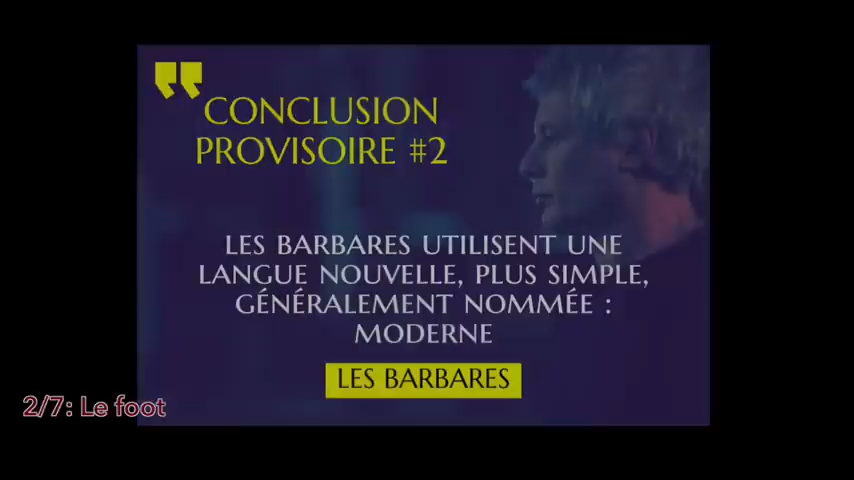 CONCLUSION
PROVISOIRE #2
LES BARBARES UTILISENT UNE
LANGUE NOUVELLE, PLUS SIMPLE,
GÉNÉRALEMENT NOMMÉE :
MODERNE
LES BARBARES
2/7: Le foot